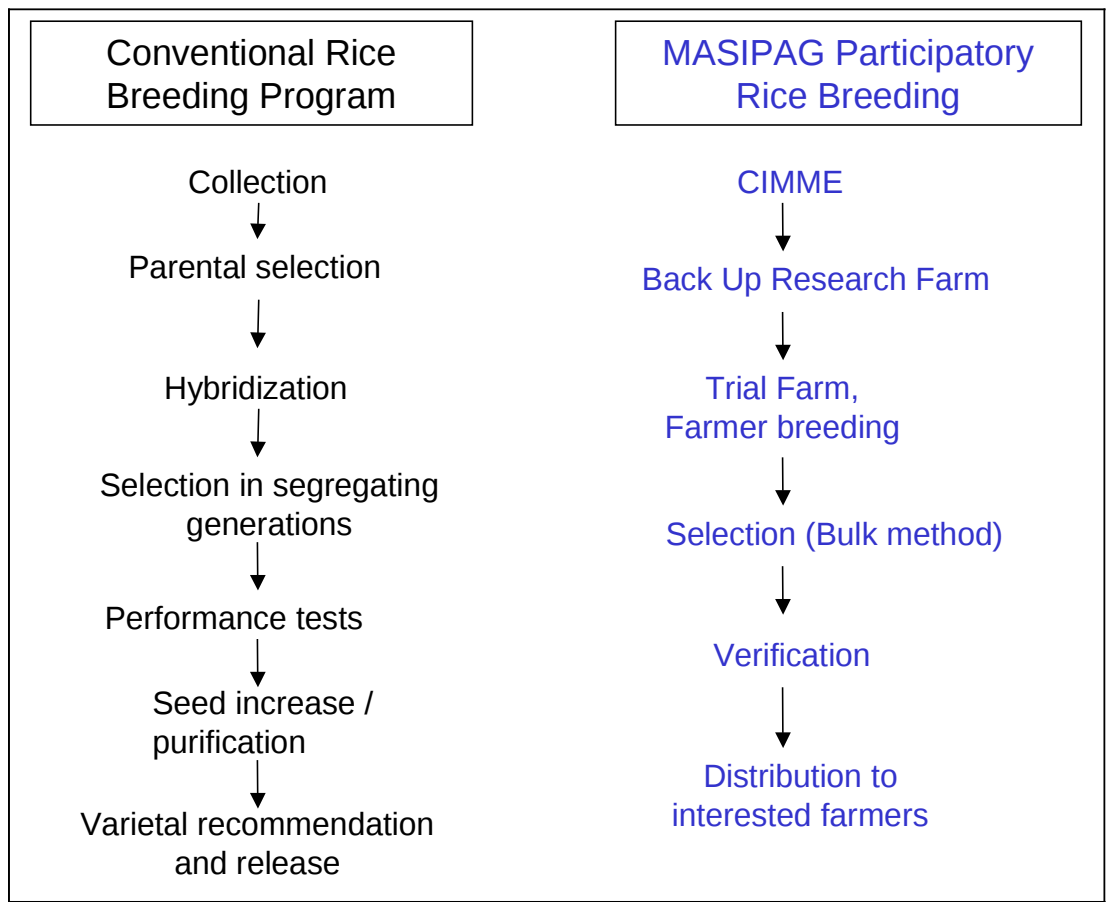 Conventional Rice
Breeding Program
Collection
Parental selection
Hybridization
Selection in segregating
generations
Performance tests
Seed increase /
purification
Varietal recommendation
and release
MASIPAG Participatory
Rice Breeding
CIMME
Back Up Research Farm
Trial Farm,
Farmer breeding
Selection (Bulk method)
Verification
Distribution to
interested farmers